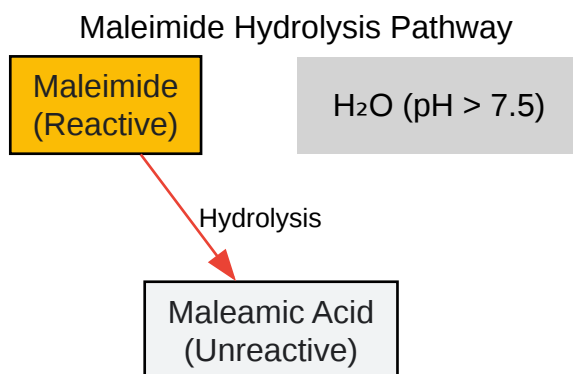 Maleimide Hydrolysis Pathway
Maleimide
(Reactive)
H₂O (pH > 7.5)
Hydrolysis
Maleamic Acid
(Unreactive)